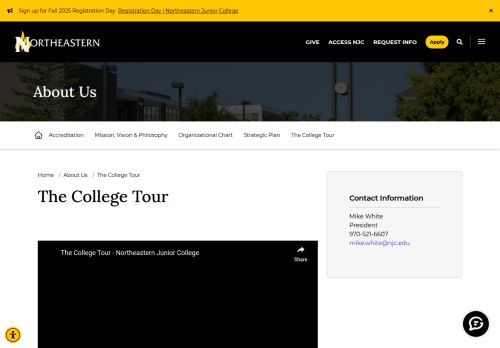 Sign up for Fall 2025 Registration Day Registration Day | Northeastern Junior College ×
NORTHEASTERN
GIVE ACCESS NJC REQUEST INFO Apply
About Us
Accreditation Mission, Vision & Philosophy Organizational Chart Strategic Plan The College Tour
Home / About Us / The College Tour
The College Tour
Contact Information
Mike White
President
970-521-6607
mike.white@njc.edu
The College Tour - Northeastern Junior College
Share